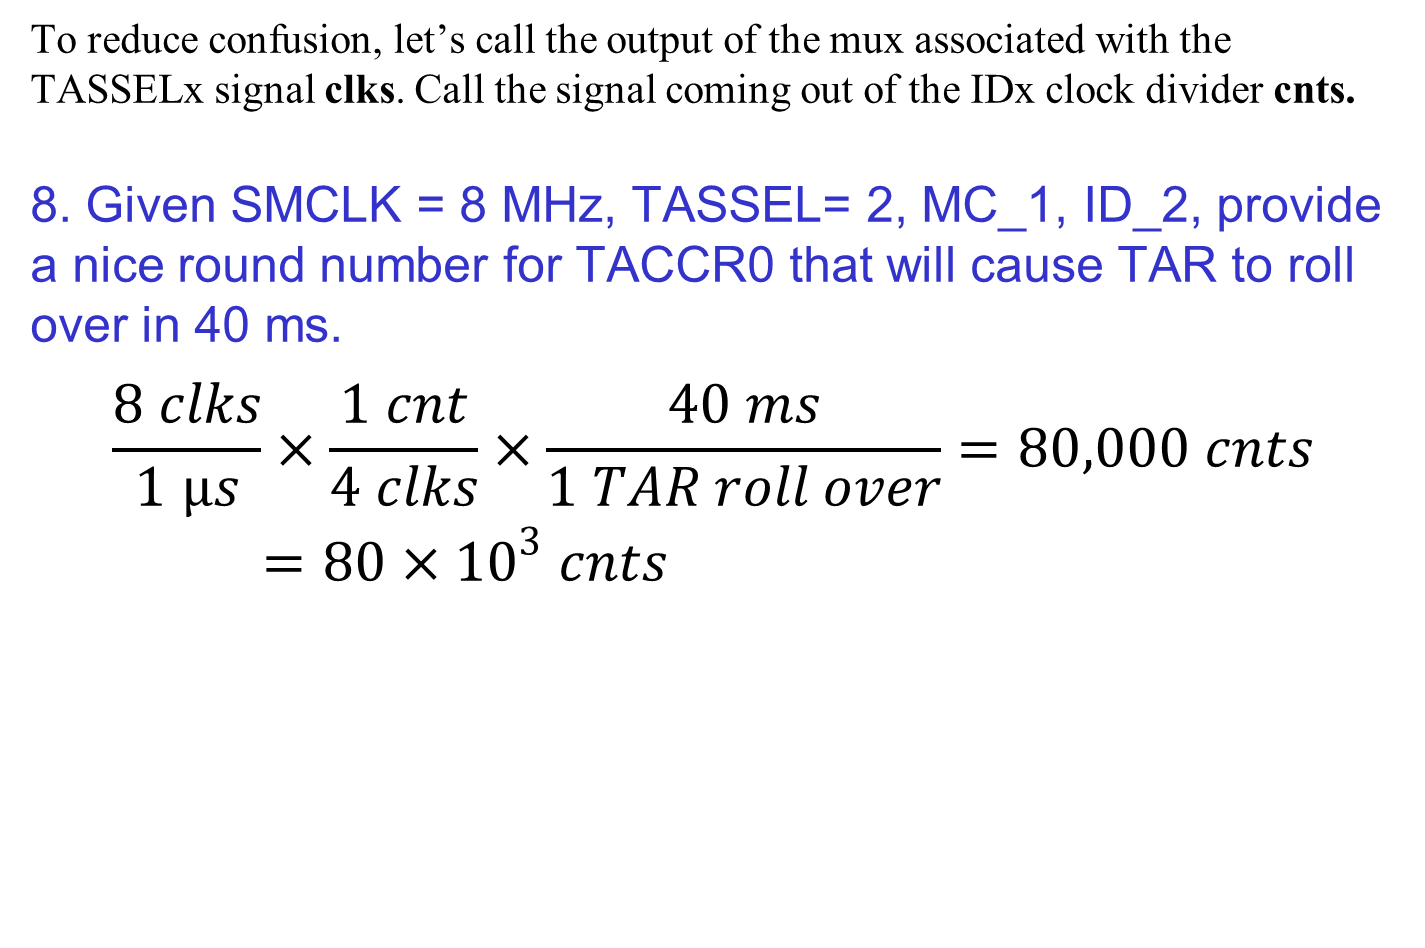 To reduce confusion, let’s call the output of the mux associated with the
TASSELx signal clks. Call the signal coming out of the IDx clock divider cnts.
8. Given SMCLK = 8 MHz, TASSEL= 2, MC_1, ID_2, provide
a nice round number for TACCR0 that will cause TAR to roll
over in 40 ms.
8 clks / 1 μs × 1 cnt / 4 clks × 40 ms / 1 TAR roll over = 80,000 cnts
= 80 × 10³ cnts